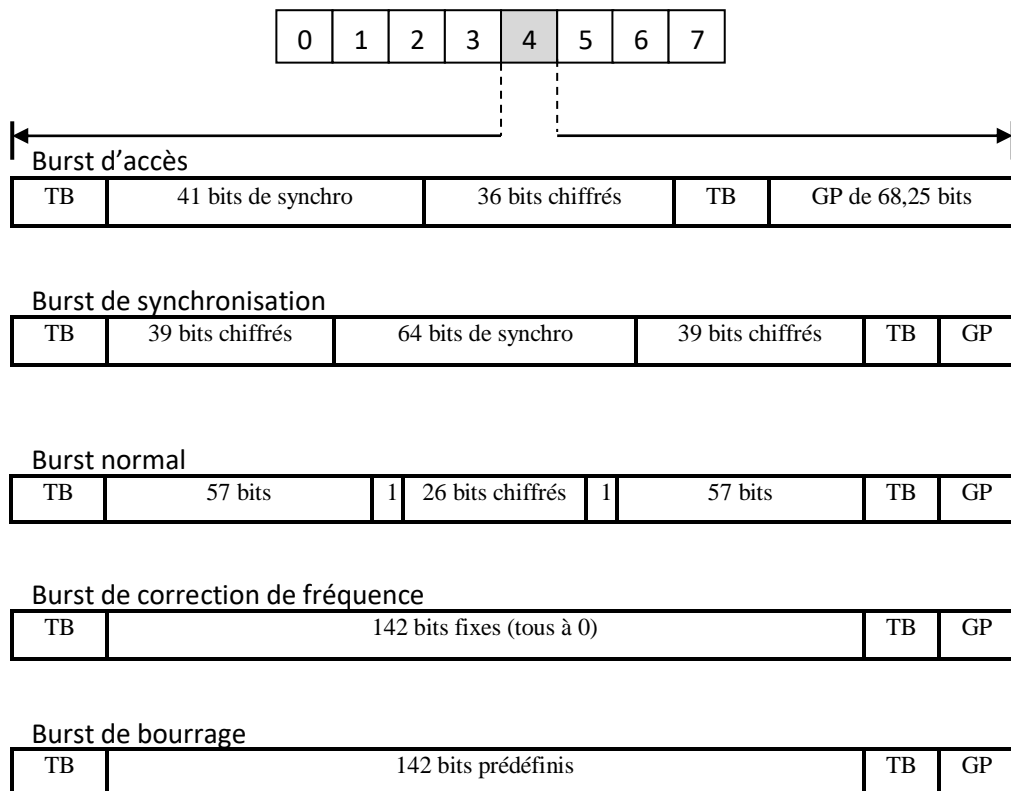 0 1 2 3 4 5 6 7
Burst d'accès
TB 41 bits de synchro 36 bits chiffrés TB GP de 68,25 bits
Burst de synchronisation
TB 39 bits chiffrés 64 bits de synchro 39 bits chiffrés TB GP
Burst normal
TB 57 bits 1 26 bits chiffrés 1 57 bits TB GP
Burst de correction de fréquence
TB 142 bits fixes (tous à 0) TB GP
Burst de bourrage
TB 142 bits prédéfinis TB GP